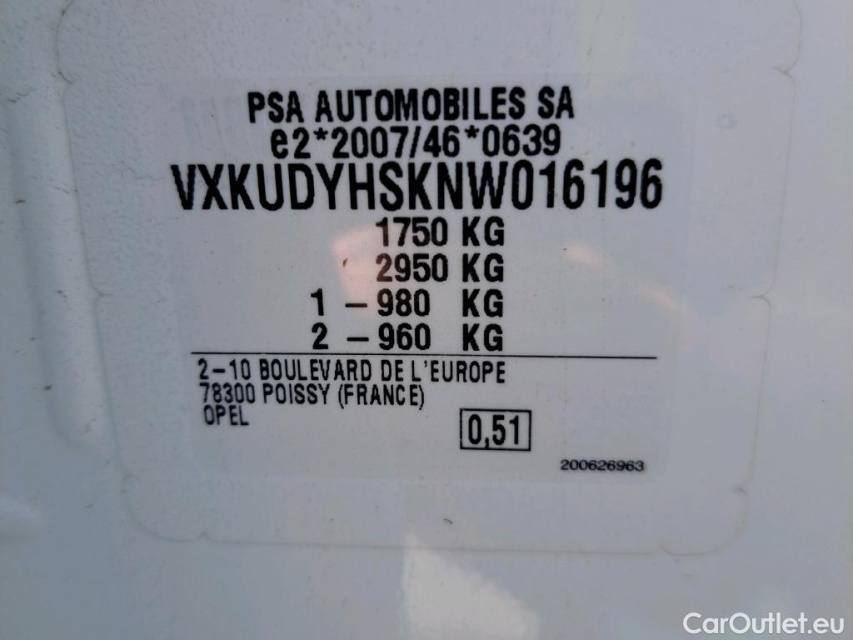 PSA AUTOMOBILES SA
e2*2007/46*0639
VXKUDYHSKNW016196
1750 KG
2950 KG
1 – 980 KG
2 – 960 KG
2-10 BOULEVARD DE L'EUROPE
78300 POISSY (FRANCE)
OPEL
0,51
200626963
CarOutlet.eu